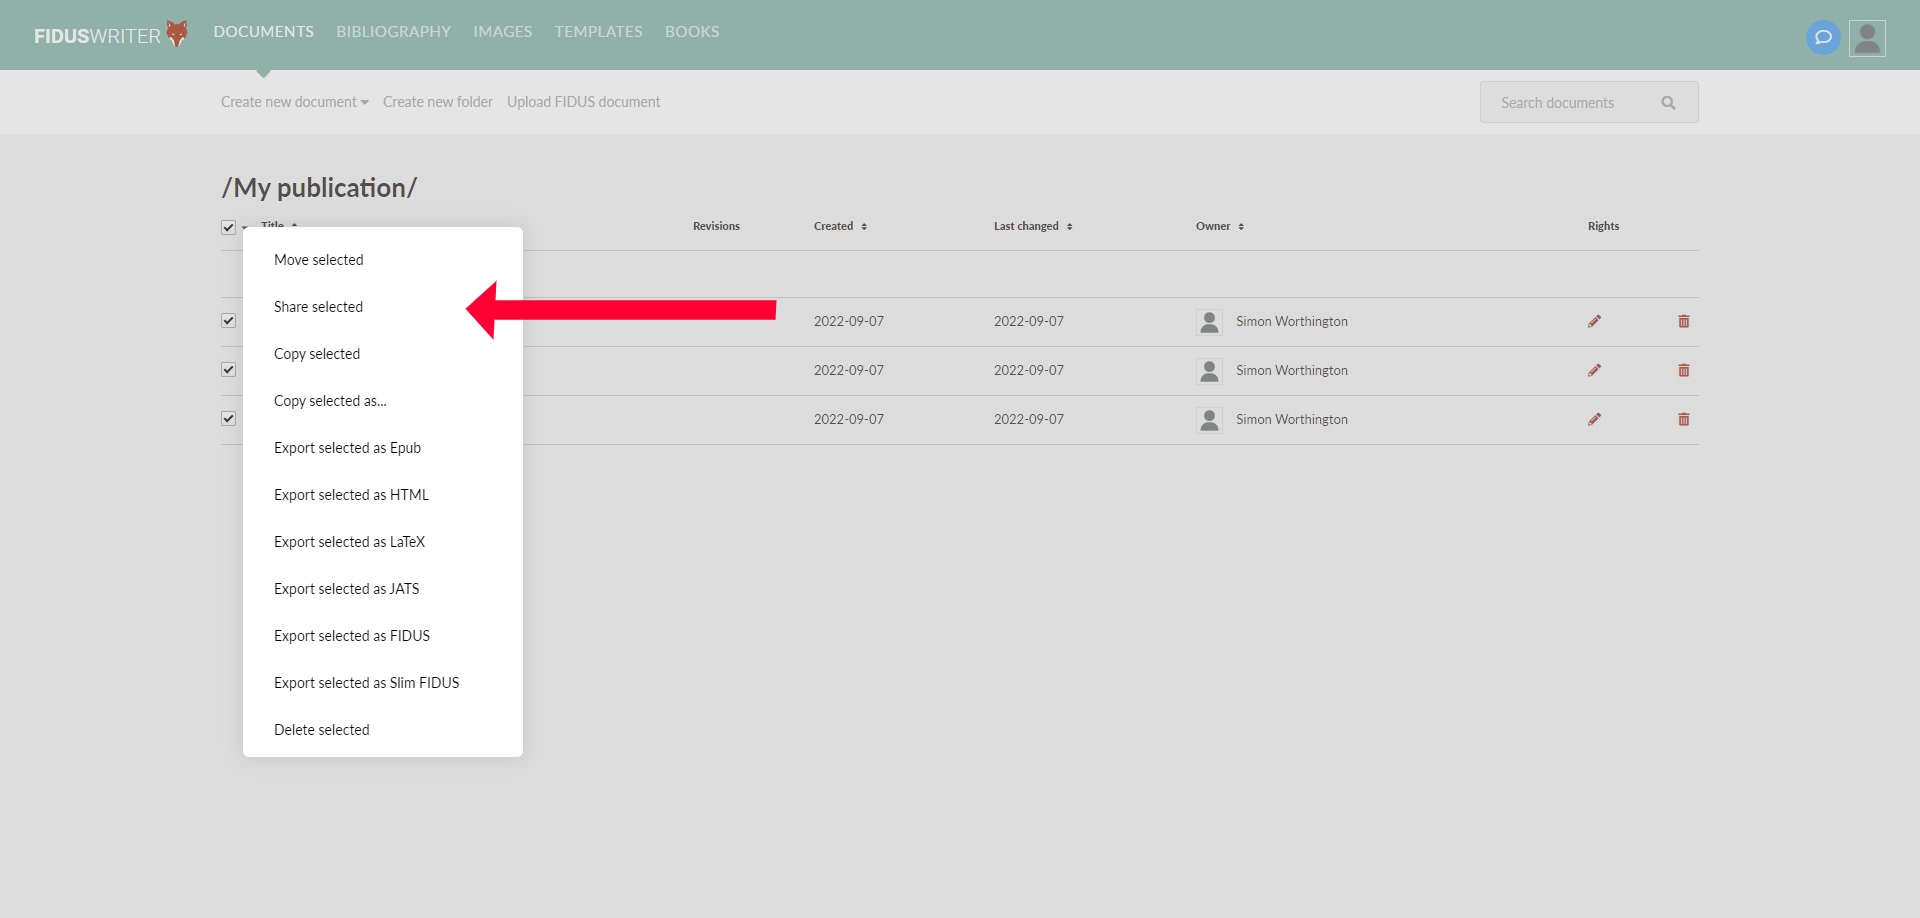 FIDUSWRITER DOCUMENTS BIBLIOGRAPHY IMAGES TEMPLATES BOOKS
Create new document Create new folder Upload FIDUS document Search documents
/My publication/
Title Revisions Created Last changed Owner Rights
Move selected
Share selected
2022-09-07 2022-09-07 Simon Worthington
Copy selected
2022-09-07 2022-09-07 Simon Worthington
Copy selected as...
2022-09-07 2022-09-07 Simon Worthington
Export selected as Epub
Export selected as HTML
Export selected as LaTeX
Export selected as JATS
Export selected as FIDUS
Export selected as Slim FIDUS
Delete selected